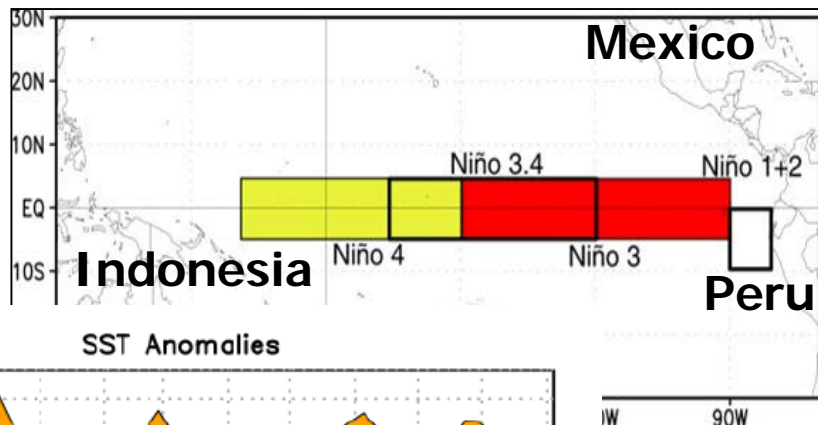 30N
Mexico
20N
10N
Niño 3.4
Niño 1+2
EQ
Niño 4
Niño 3
10S
Indonesia
Peru
SST Anomalies
90W